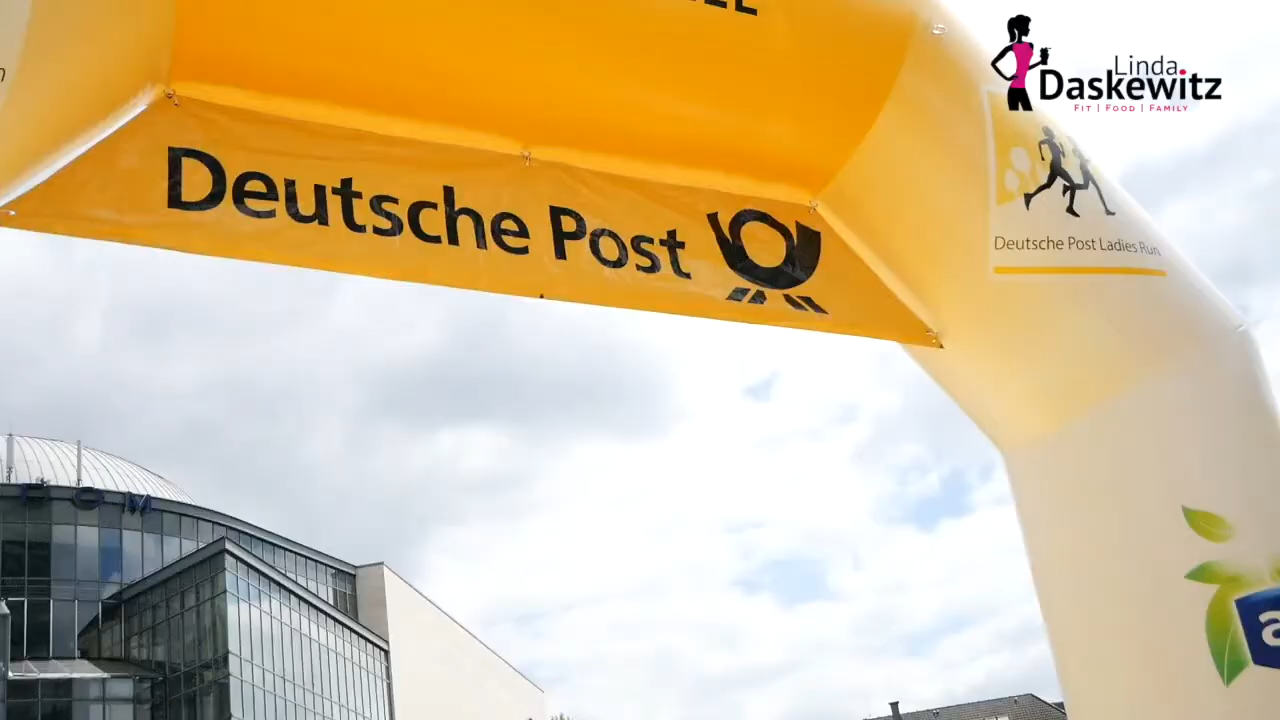 Linda
Daskewitz
FIT | FOOD | FAMILY
Deutsche Post
Deutsche Post Ladies Run